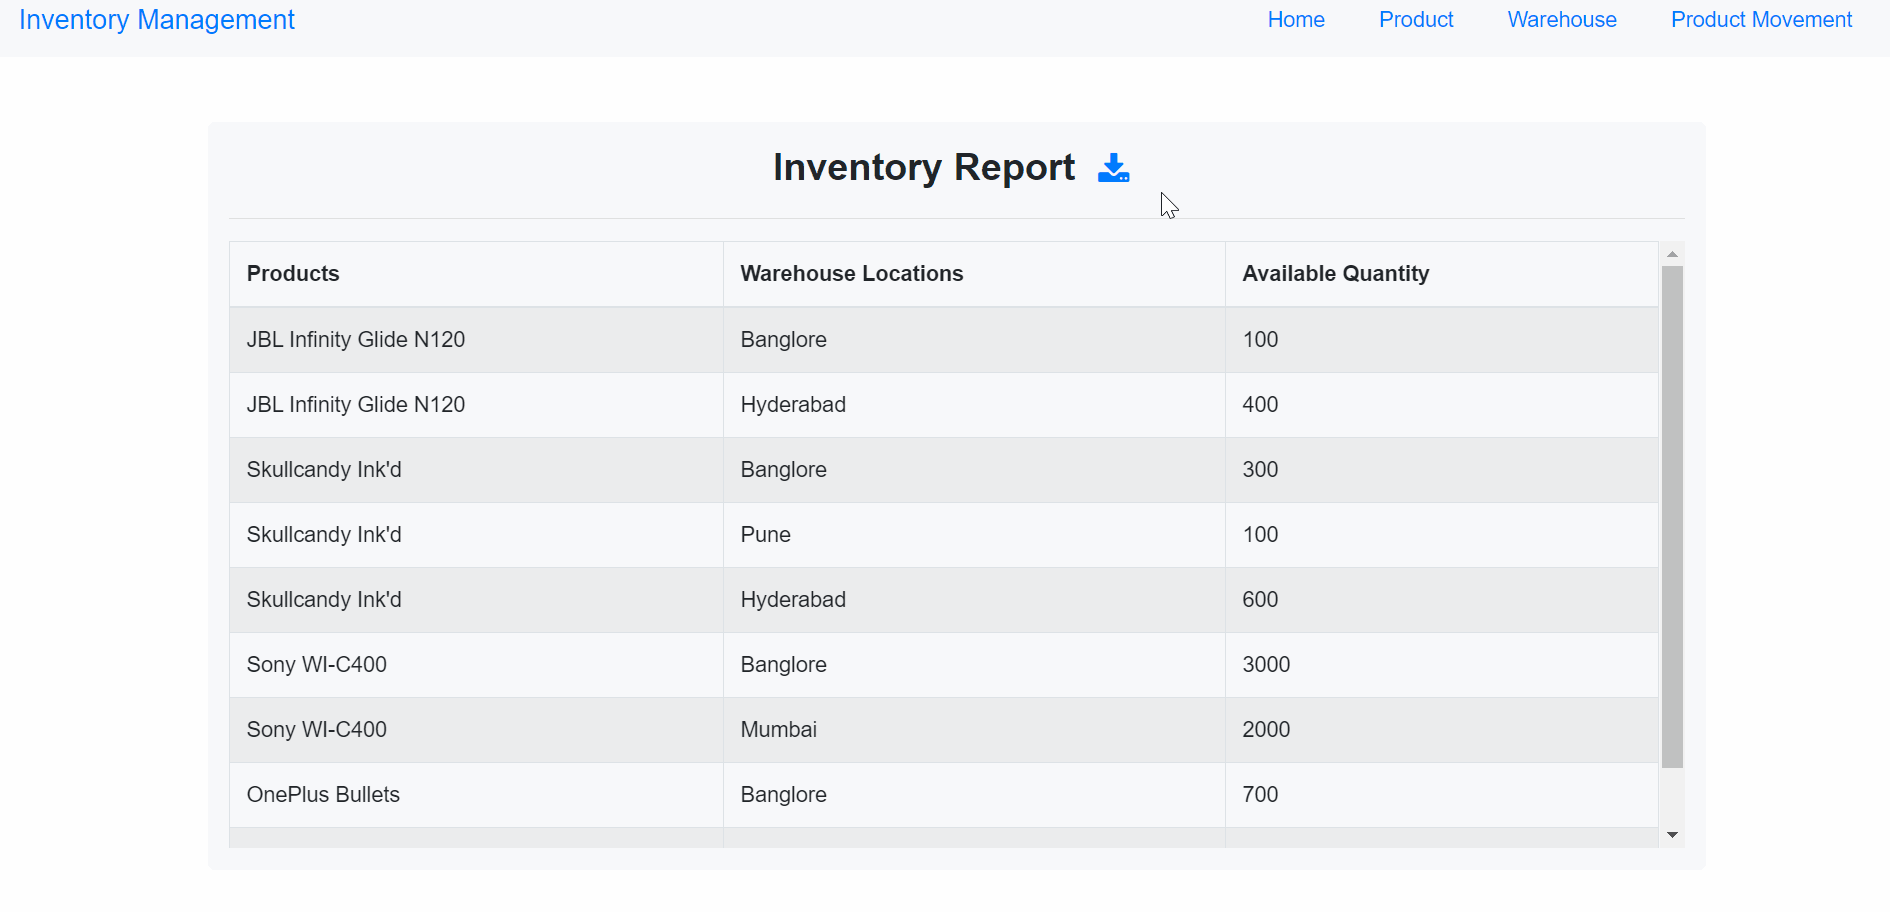 Inventory Management Home Product Warehouse Product Movement
Inventory Report
Products Warehouse Locations Available Quantity
JBL Infinity Glide N120 Banglore 100
JBL Infinity Glide N120 Hyderabad 400
Skullcandy Ink'd Banglore 300
Skullcandy Ink'd Pune 100
Skullcandy Ink'd Hyderabad 600
Sony WI-C400 Banglore 3000
Sony WI-C400 Mumbai 2000
OnePlus Bullets Banglore 700